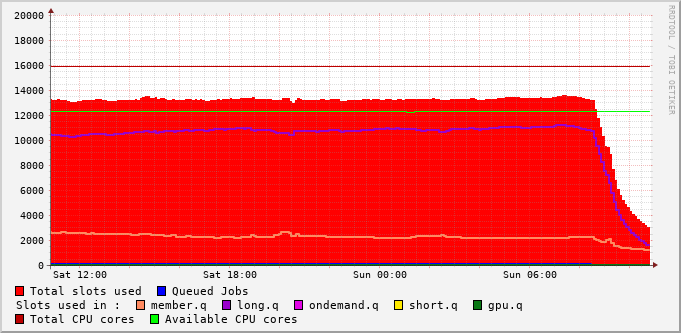 20000
18000
16000
14000
12000
10000
8000
6000
4000
2000
0
Sat 12:00 Sat 18:00 Sun 00:00 Sun 06:00
RRDTOOL / TOBI OETIKER
Total slots used Queued Jobs
Slots used in : member.q long.q ondemand.q short.q gpu.q
Total CPU cores Available CPU cores